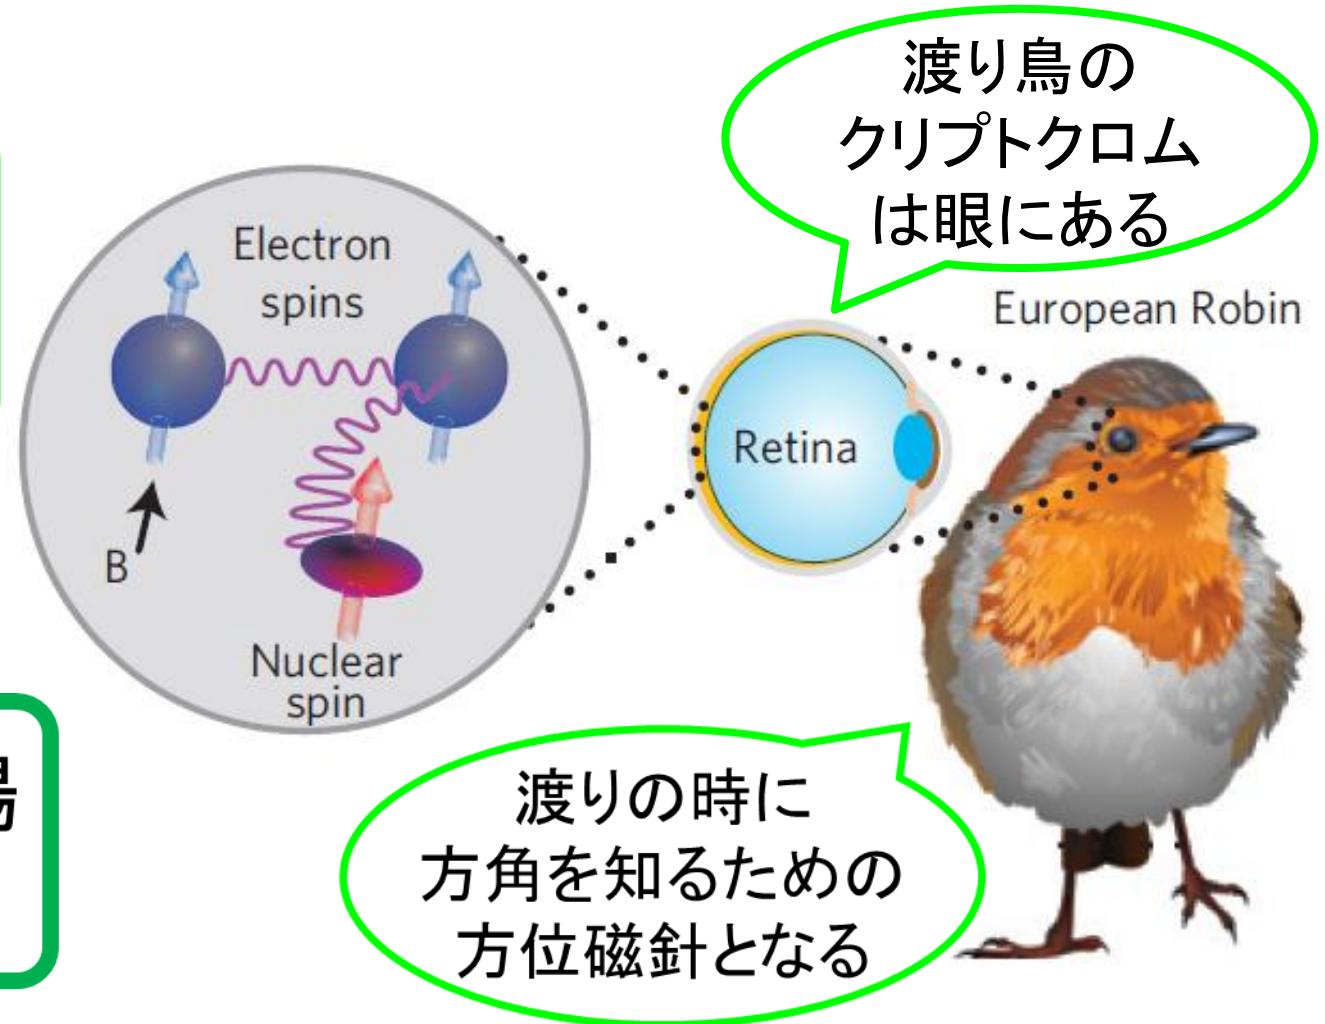 渡り鳥の
クリプトクロム
は眼にある
European Robin
Electron
spins
Retina
B
Nuclear
spin
場
渡りの時に
方角を知るための
方位磁針となる